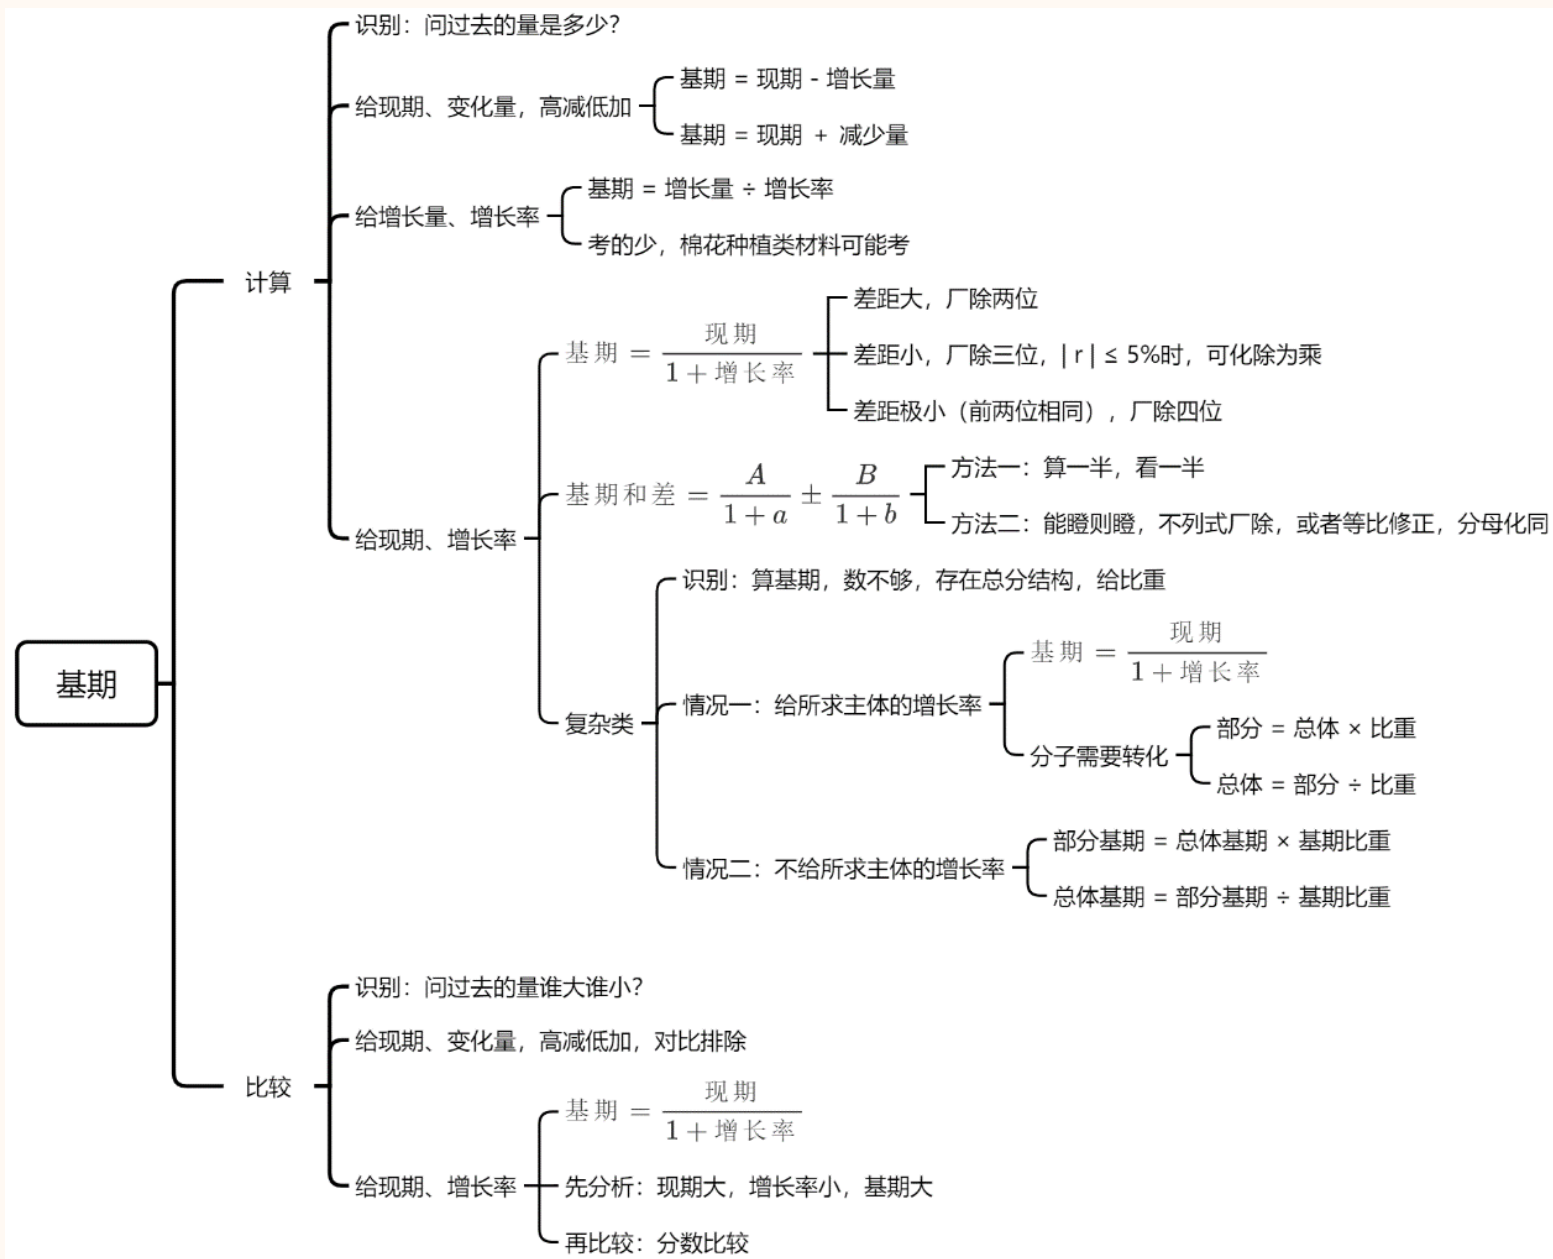 基期
计算
识别：问过去的量是多少？
给现期、变化量，高减低加
基期 = 现期 - 增长量
基期 = 现期 + 减少量
给增长量、增长率
基期 = 增长量 ÷ 增长率
考的少，棉花种植类材料可能考
给现期、增长率
基期 = 现期 / (1 + 增长率)
差距大，厂除两位
差距小，厂除三位，| r | ≤ 5%时，可化除为乘
差距极小（前两位相同），厂除四位
基期和差 = A / (1 + a) ± B / (1 + b)
方法一：算一半，看一半
方法二：能瞪则瞪，不列式厂除，或者等比修正，分母化同
复杂类
识别：算基期，数不够，存在总分结构，给比重
情况一：给所求主体的增长率
基期 = 现期 / (1 + 增长率)
分子需要转化
部分 = 总体 × 比重
总体 = 部分 ÷ 比重
情况二：不给所求主体的增长率
部分基期 = 总体基期 × 基期比重
总体基期 = 部分基期 ÷ 基期比重
比较
识别：问过去的量谁大谁小？
给现期、变化量，高减低加，对比排除
给现期、增长率
基期 = 现期 / (1 + 增长率)
先分析：现期大，增长率小，基期大
再比较：分数比较